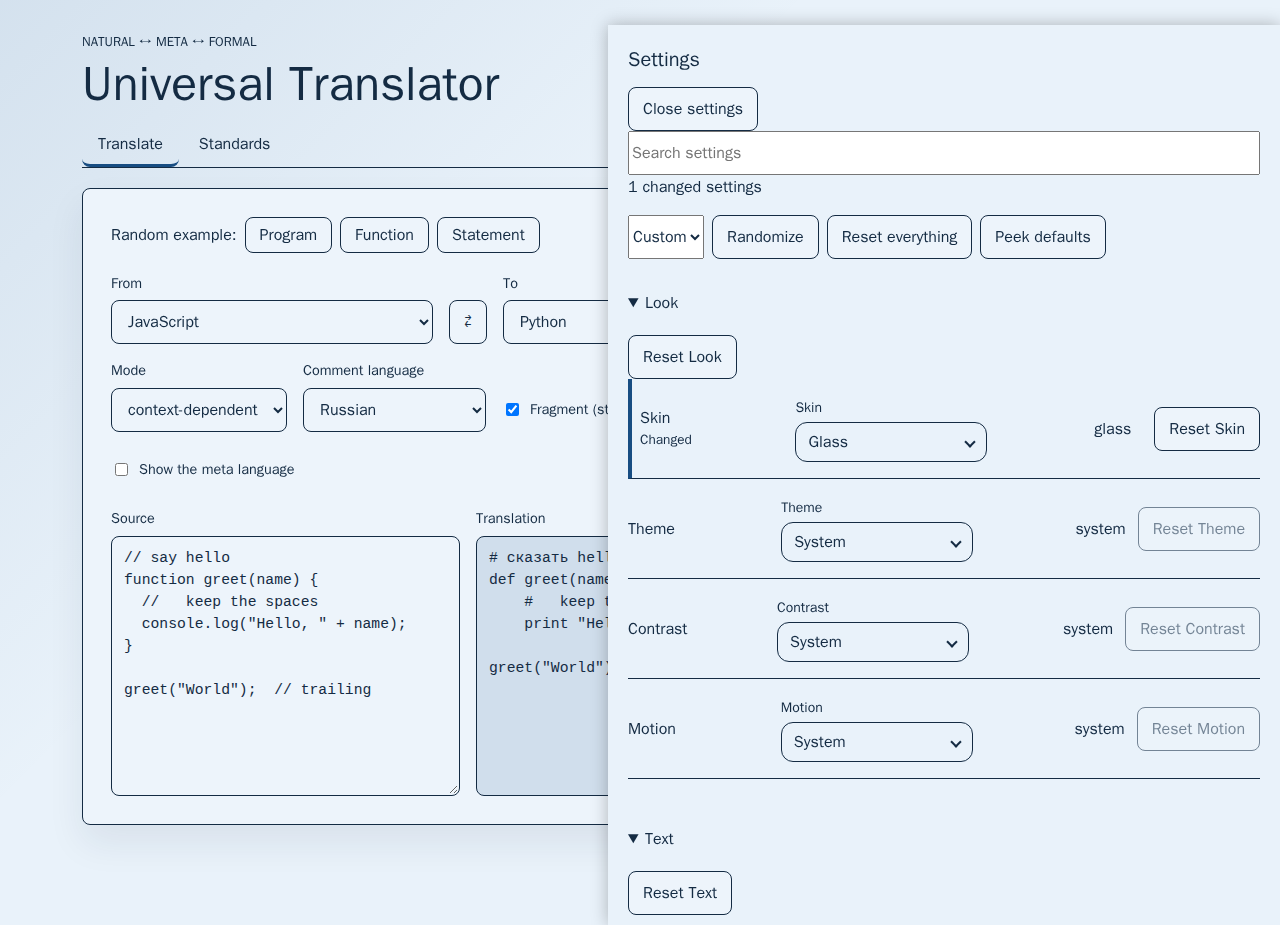 NATURAL ↔ META ↔ FORMAL
Universal Translator
Translate
Standards
Random example:
Program
Function
Statement
From
To
JavaScript
⇄
Python
Mode
Comment language
context-dependent
Russian
Fragment (st
Show the meta language
Source
Translation
// say hello
function greet(name) {
  //   keep the spaces
  console.log("Hello, " + name);
}
greet("World");  // trailing
# сказать hell
def greet(name
    #   keep t
    print "Hel
greet("World")
Settings
Close settings
Search settings
1 changed settings
Custom
Randomize
Reset everything
Peek defaults
▼ Look
Reset Look
Skin
Changed
Skin
Glass
glass
Reset Skin
Theme
Theme
System
system
Reset Theme
Contrast
Contrast
System
system
Reset Contrast
Motion
Motion
System
system
Reset Motion
▼ Text
Reset Text